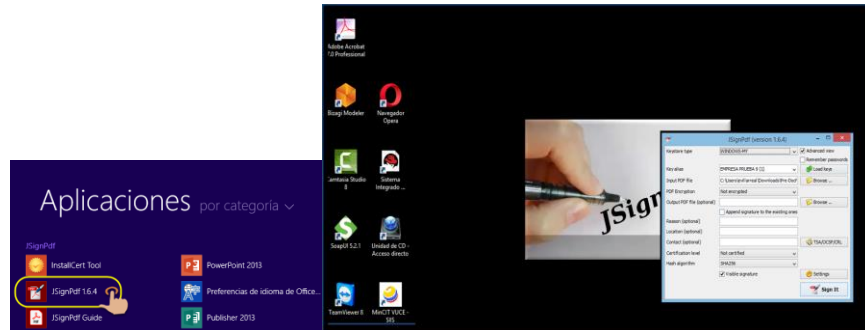 Aplicaciones por categoría
JSignPdf
InstallCert Tool
JSignPdf 1.6.4
JSignPdf Guide
PowerPoint 2013
Preferencias de idioma de Office...
Publisher 2013
Adobe Acrobat
7.0 Professional
Bizagi Modeler
Navegador
Opera
Camtasia Studio
8
Sistema
Integrado ...
SoapUI 5.2.1
Unidad de CD -
Acceso directo
TeamViewer 8
MinCIT VUCE -
JSign
JSignPdf (version 1.6.4)
Keystore type
WINDOWS-MY
Advanced view
Remember passwords
Key alias
EMPRESA PRUEBA
Load keys
Input PDF file
Browse ...
PDF Encryption
Not encrypted
Output PDF file (optional)
Browse ...
Append signature to the existing ones
Reason (optional)
Location (optional)
Contact (optional)
TSA/OCSP/CRL
Certification level
Not certified
Hash algorithm
SHA256
Visible signature
Settings
Sign It